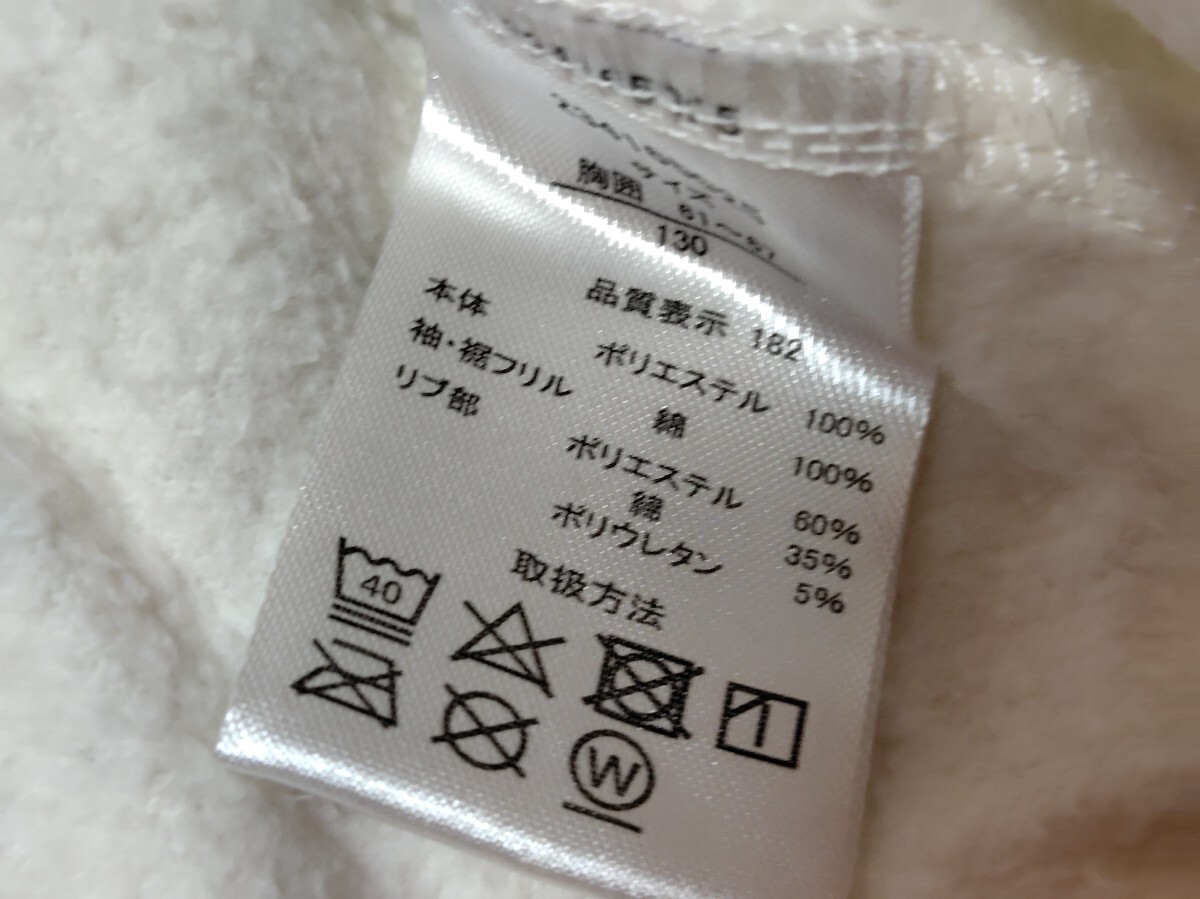 サイズ
胸囲 61～67
130
品質表示 182
本体 ポリエステル 100%
袖・裾フリル 綿 100%
リブ部 ポリエステル 60%
綿 35%
ポリウレタン 5%
取扱方法
40
W